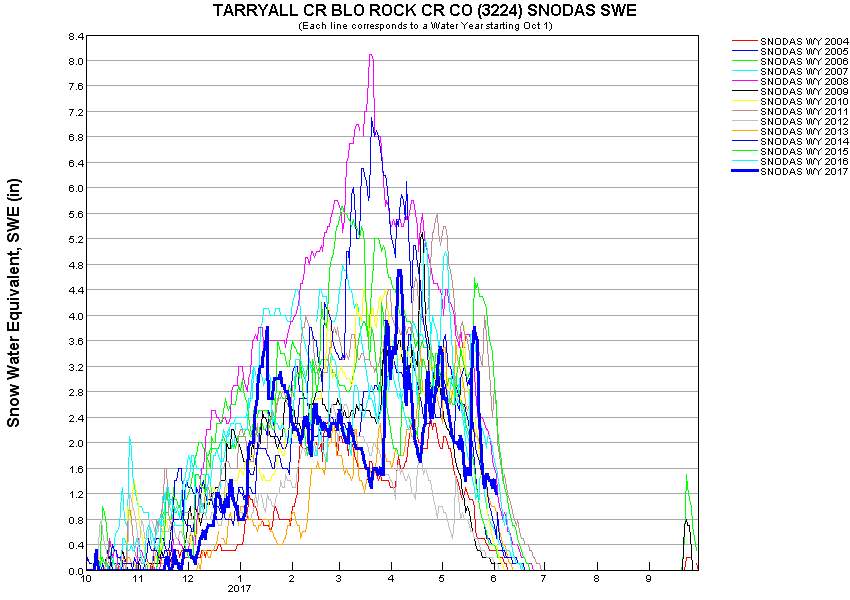 TARRYALL CR BLO ROCK CR CO (3224) SNODAS SWE
(Each line corresponds to a Water Year starting Oct 1)
Snow Water Equivalent, SWE (in)
8.4
8.0
7.6
7.2
6.8
6.4
6.0
5.6
5.2
4.8
4.4
4.0
3.6
3.2
2.8
2.4
2.0
1.6
1.2
0.8
0.4
0.0
10 11 12 1 2 3 4 5 6 7 8 9
2017
SNODAS WY 2004
SNODAS WY 2005
SNODAS WY 2006
SNODAS WY 2007
SNODAS WY 2008
SNODAS WY 2009
SNODAS WY 2010
SNODAS WY 2011
SNODAS WY 2012
SNODAS WY 2013
SNODAS WY 2014
SNODAS WY 2015
SNODAS WY 2016
SNODAS WY 2017